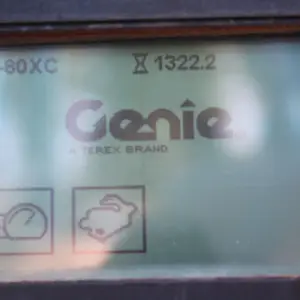 -80XC 1322.2
Genie
A TEREX BRAND